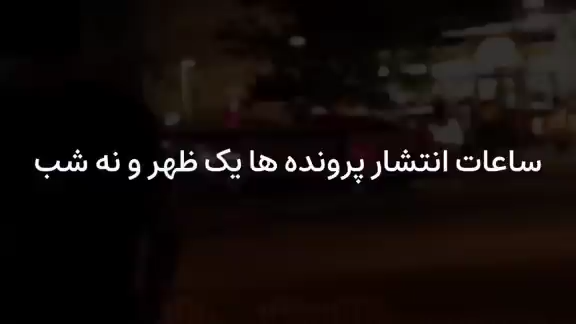 ساعات انتشار پرونده ها یک ظهر و نه شب